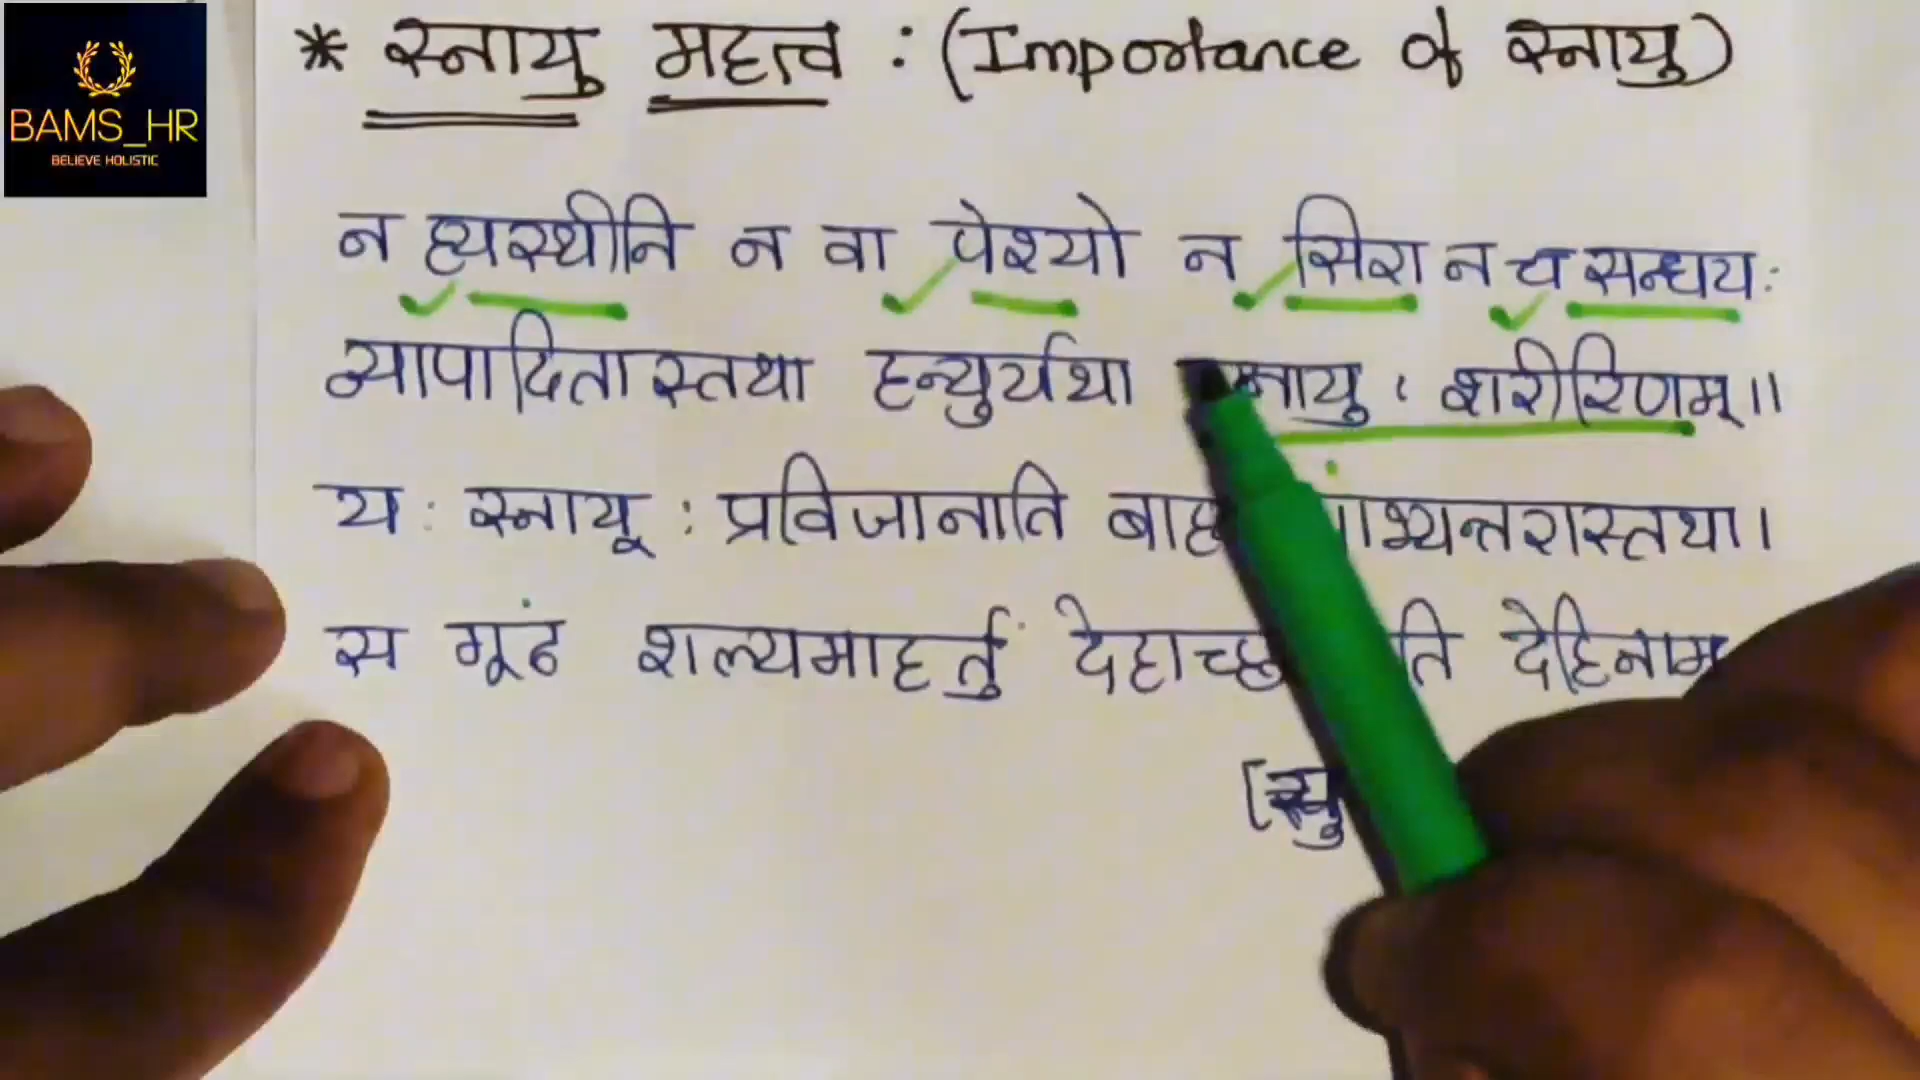 BAMS_HR
BELIEVE HOLISTIC
* स्नायु महत्व : (Importance of स्नायु)
न ह्यस्थीनि न वा पेश्यो न सिरा न च सन्धयः
व्यापादितास्तथा हन्युर्यथा स्नायु : शरीरिणम् ॥
यः स्नायू : प्रविजानाति भ्यन्तरास्तथा ।
स गूढं शल्यमाहर्तुं देहिनाम